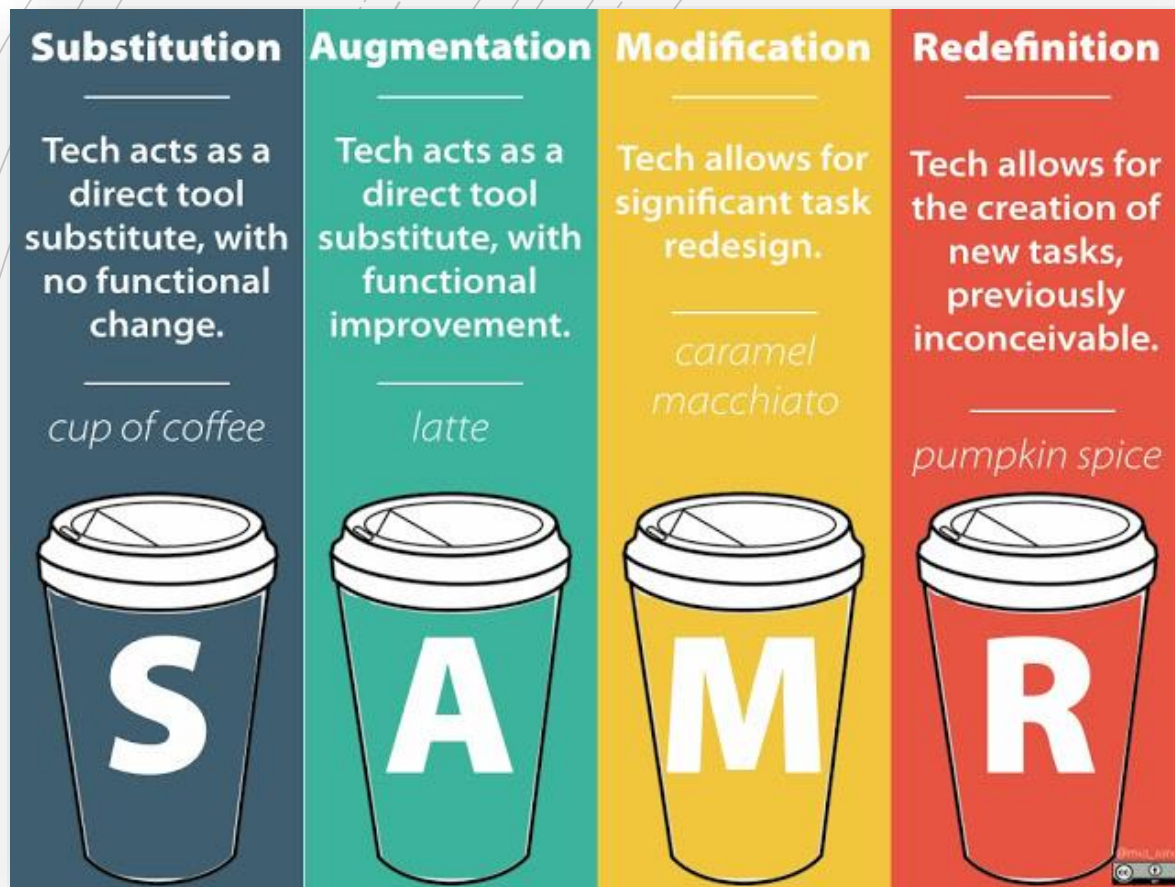 Substitution
Tech acts as a
direct tool
substitute, with
no functional
change.
cup of coffee
S
Augmentation
Tech acts as a
direct tool
substitute, with
functional
improvement.
latte
A
Modification
Tech allows for
significant task
redesign.
caramel
macchiato
M
Redefinition
Tech allows for
the creation of
new tasks,
previously
inconceivable.
pumpkin spice
R
cc